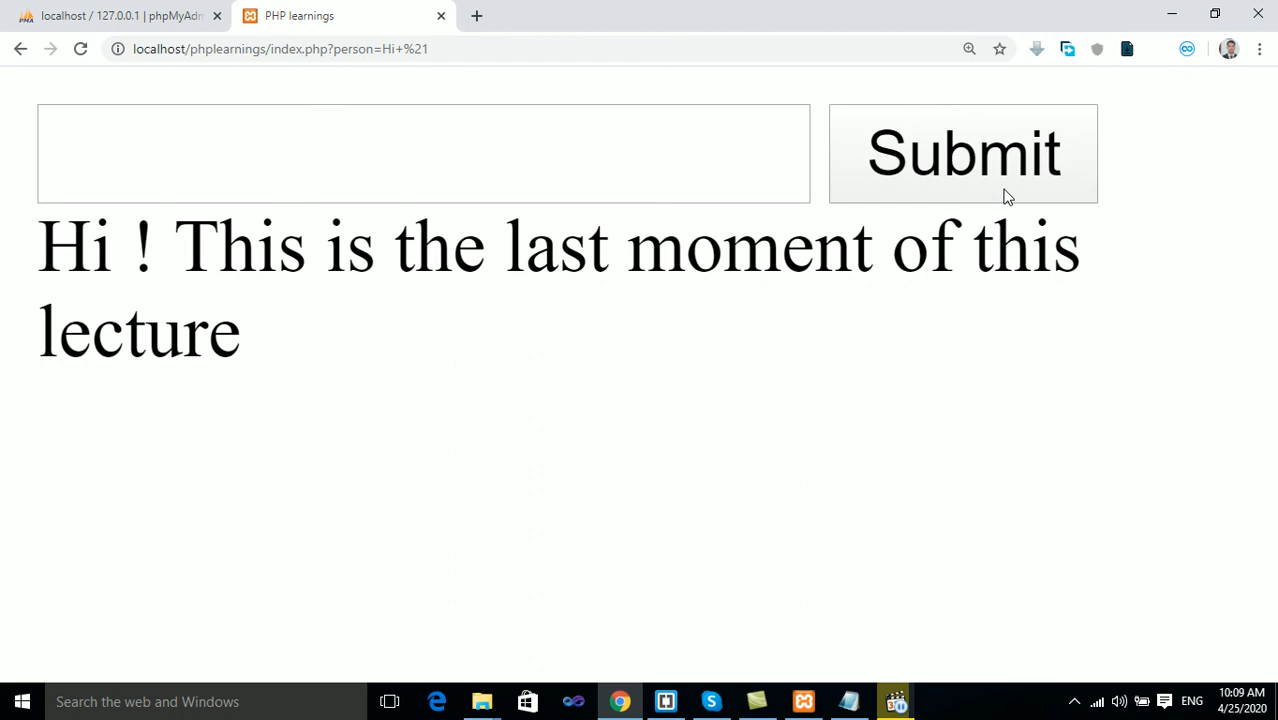 localhost / 127.0.0.1 | phpMyAdm
PHP learnings
localhost/phplearnings/index.php?person=Hi+%21
Submit
Hi ! This is the last moment of this
lecture
Search the web and Windows
ENG
10:09 AM
4/25/2020